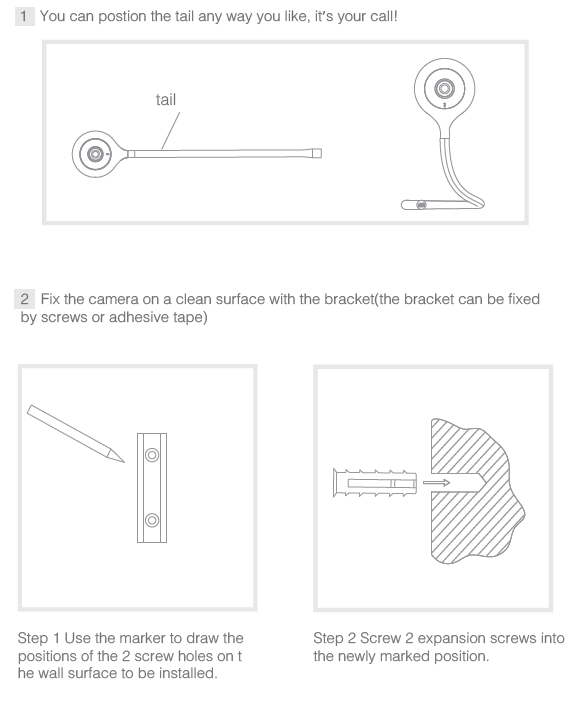 1 You can postion the tail any way you like, it's your call!
tail
2 Fix the camera on a clean surface with the bracket(the bracket can be fixed
by screws or adhesive tape)
Step 1 Use the marker to draw the
positions of the 2 screw holes on t
he wall surface to be installed.
Step 2 Screw 2 expansion screws into
the newly marked position.